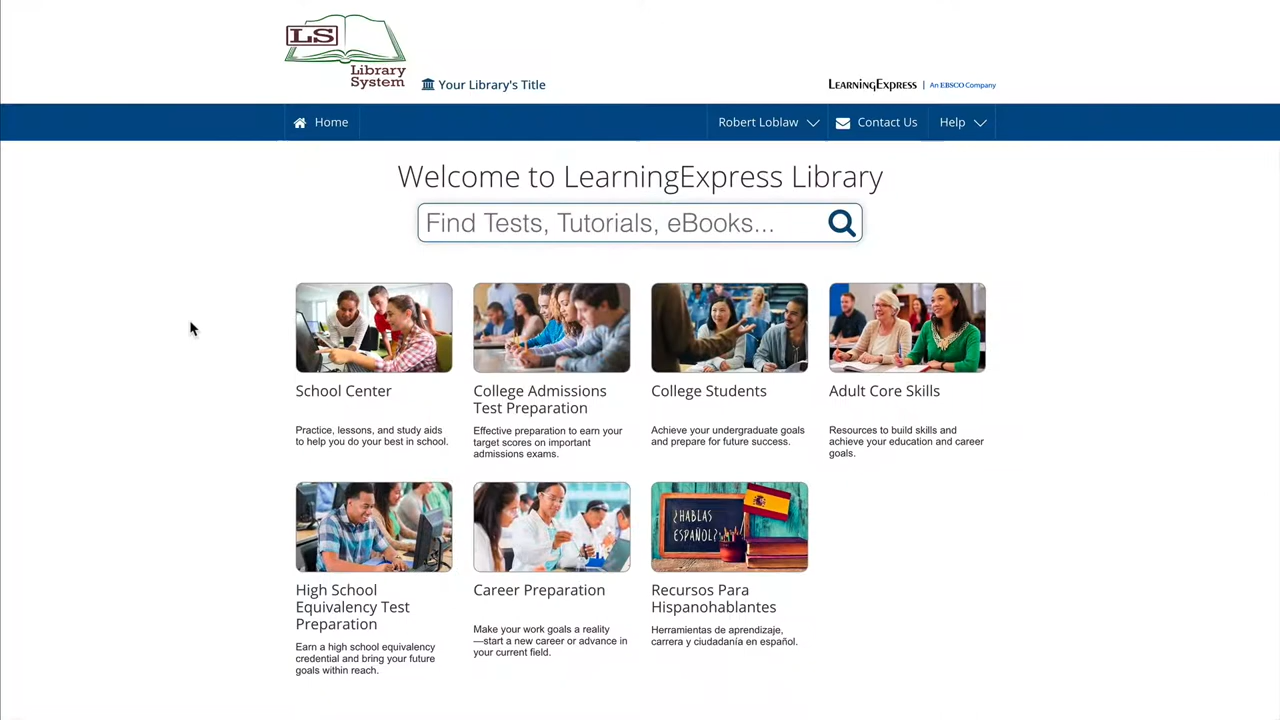 LS
Library
System
Your Library's Title
LearningExpress | An EBSCO Company
Home
Robert Loblaw
Contact Us
Help
Welcome to LearningExpress Library
Find Tests, Tutorials, eBooks...
School Center
Practice, lessons, and study aids
to help you do your best in school.
College Admissions
Test Preparation
Effective preparation to earn your
target scores on important
admissions exams.
College Students
Achieve your undergraduate goals
and prepare for future success.
Adult Core Skills
Resources to build skills and
achieve your education and career
goals.
High School
Equivalency Test
Preparation
Earn a high school equivalency
credential and bring your future
goals within reach.
Career Preparation
Make your work goals a reality
—start a new career or advance in
your current field.
¿HABLAS
ESPAÑOL?
Recursos Para
Hispanohablantes
Herramientas de aprendizaje,
carrera y ciudadanía en español.